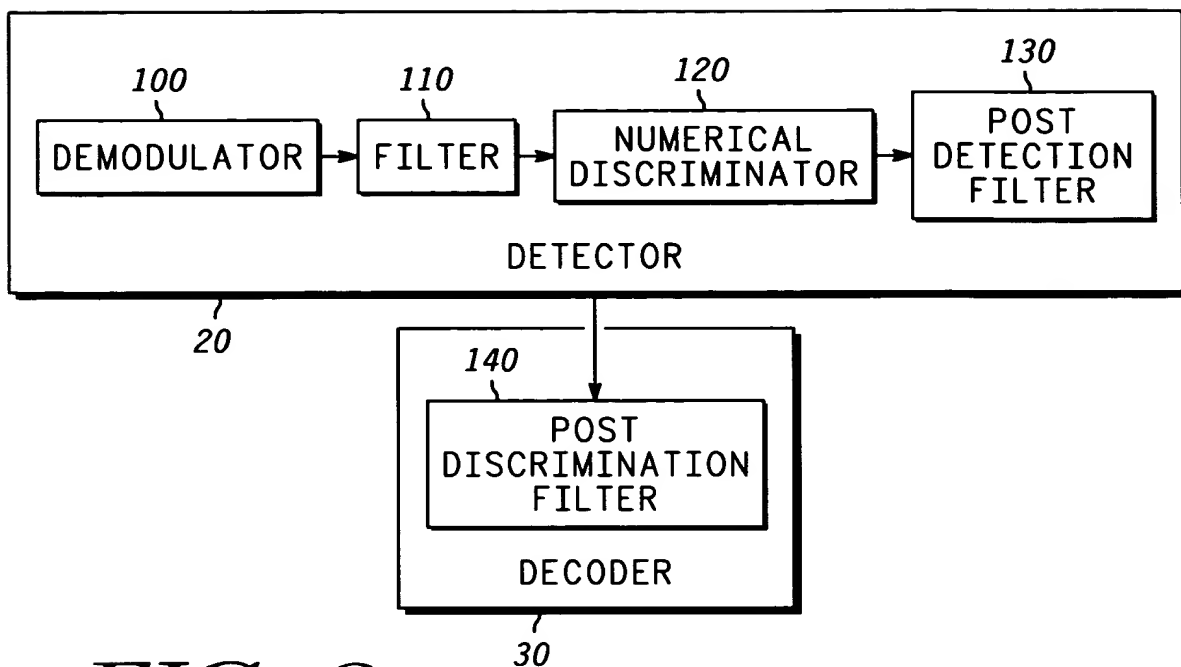 100
110
120
130
DEMODULATOR
FILTER
NUMERICAL
DISCRIMINATOR
POST
DETECTION
FILTER
DETECTOR
20
140
POST
DISCRIMINATION
FILTER
DECODER
30